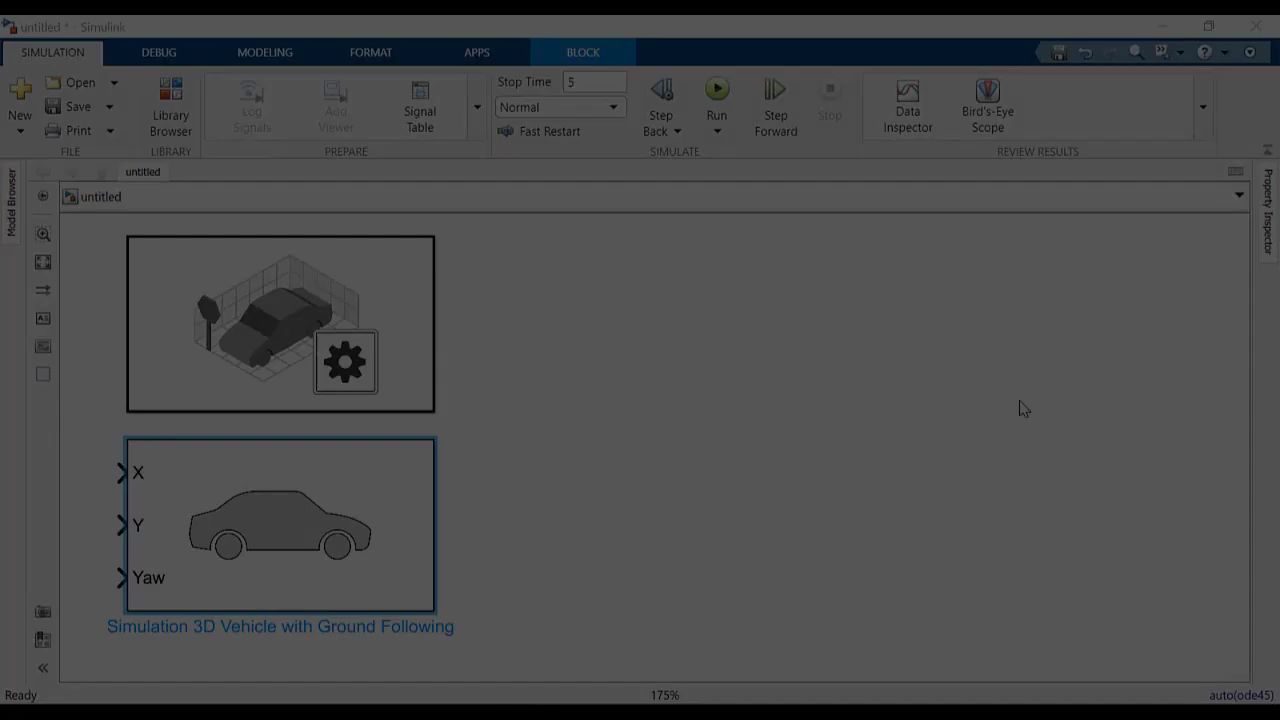 untitled * - Simulink
SIMULATION
DEBUG
MODELING
FORMAT
APPS
BLOCK
New
Open
Save
Print
FILE
Library
Browser
LIBRARY
Log
Signals
Add
Viewer
Signal
Table
PREPARE
Stop Time 5
Normal
Fast Restart
Step
Back
Run
Step
Forward
Stop
SIMULATE
Data
Inspector
Bird's-Eye
Scope
REVIEW RESULTS
Model Browser
untitled
untitled
Property Inspector
X
Y
Yaw
Simulation 3D Vehicle with Ground Following
Ready
175%
auto(ode45)